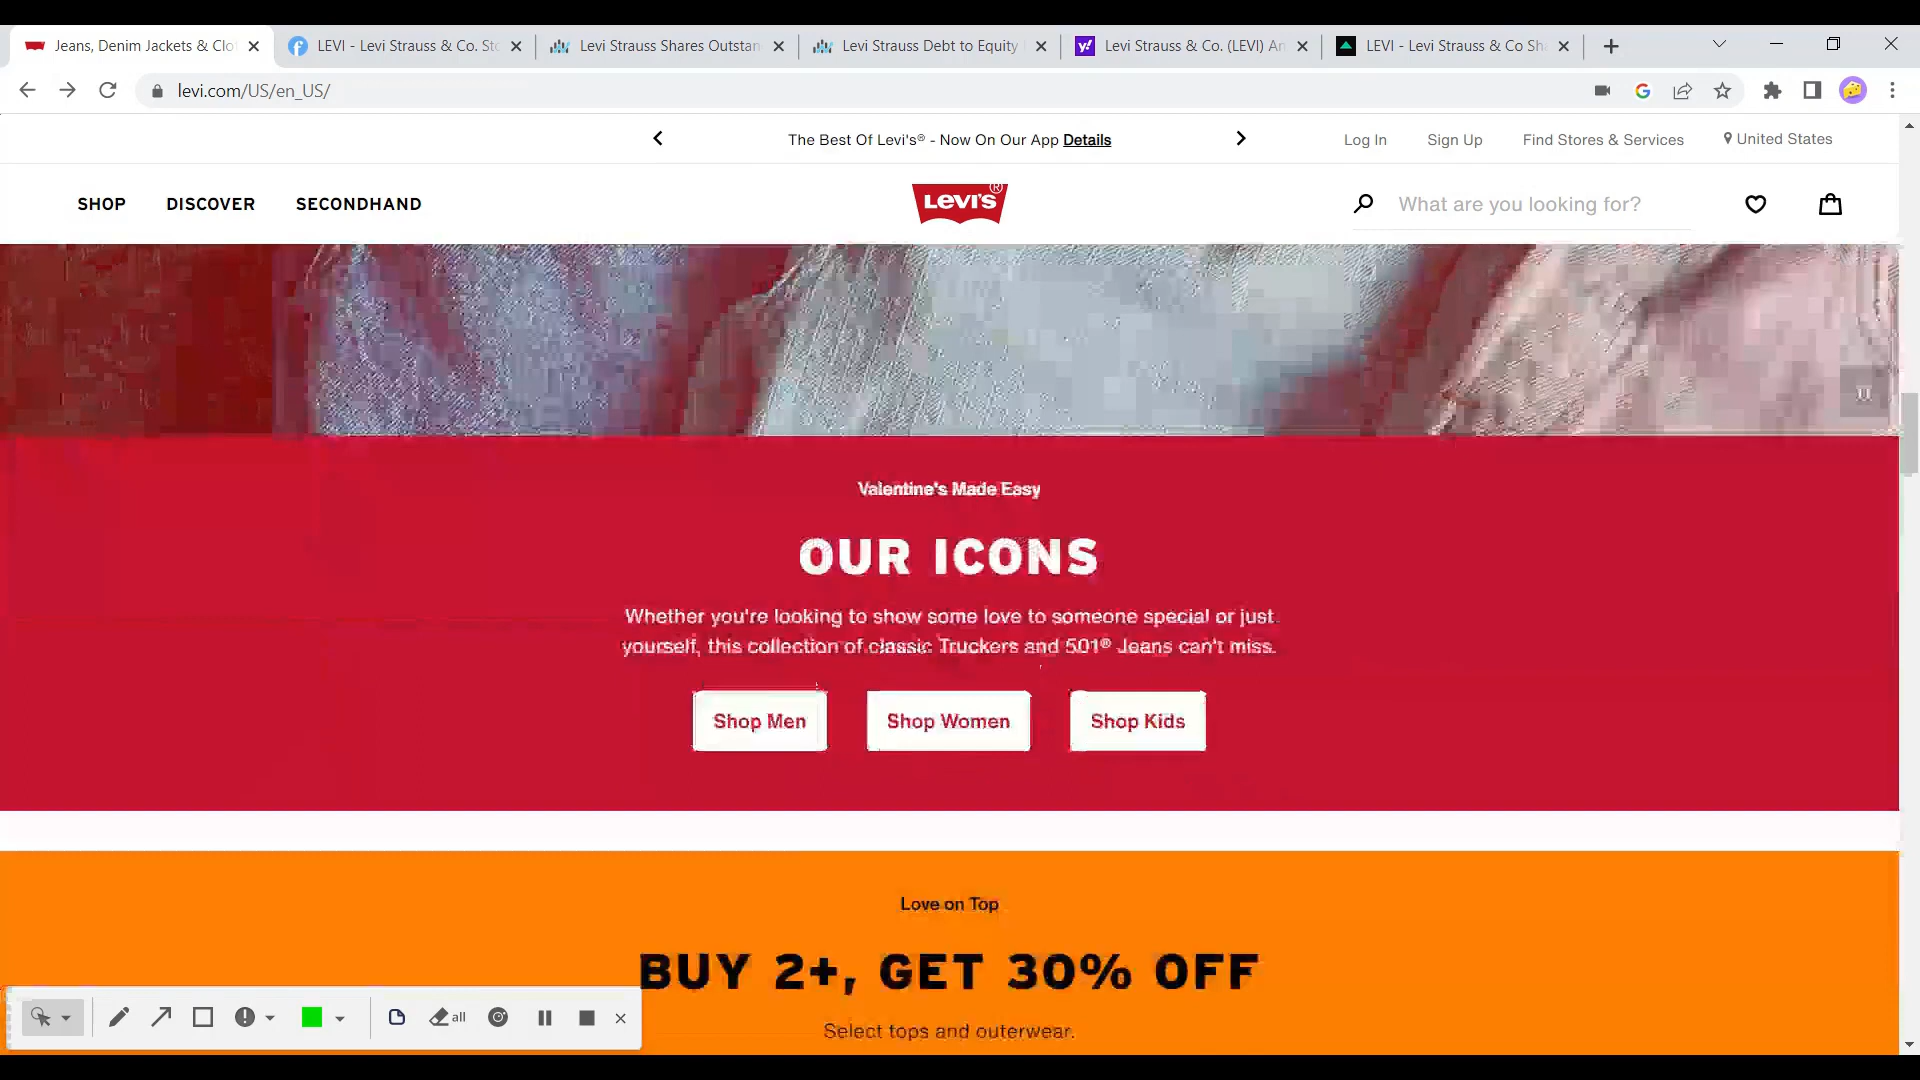 Jeans, Denim Jackets & Clo
LEVI - Levi Strauss & Co. Sto
Levi Strauss Shares Outstan
Levi Strauss Debt to Equity
Levi Strauss & Co. (LEVI) An
LEVI - Levi Strauss & Co Sh
levi.com/US/en_US/
The Best Of Levi's® - Now On Our App Details
Log In
Sign Up
Find Stores & Services
United States
SHOP
DISCOVER
SECONDHAND
LEVI'S®
What are you looking for?
Valentine's Made Easy
OUR ICONS
Whether you're looking to show some love to someone special or just
yourself, this collection of classic Truckers and 501® Jeans can't miss.
Shop Men
Shop Women
Shop Kids
Love on Top
BUY 2+, GET 30% OFF
Select tops and outerwear.
all